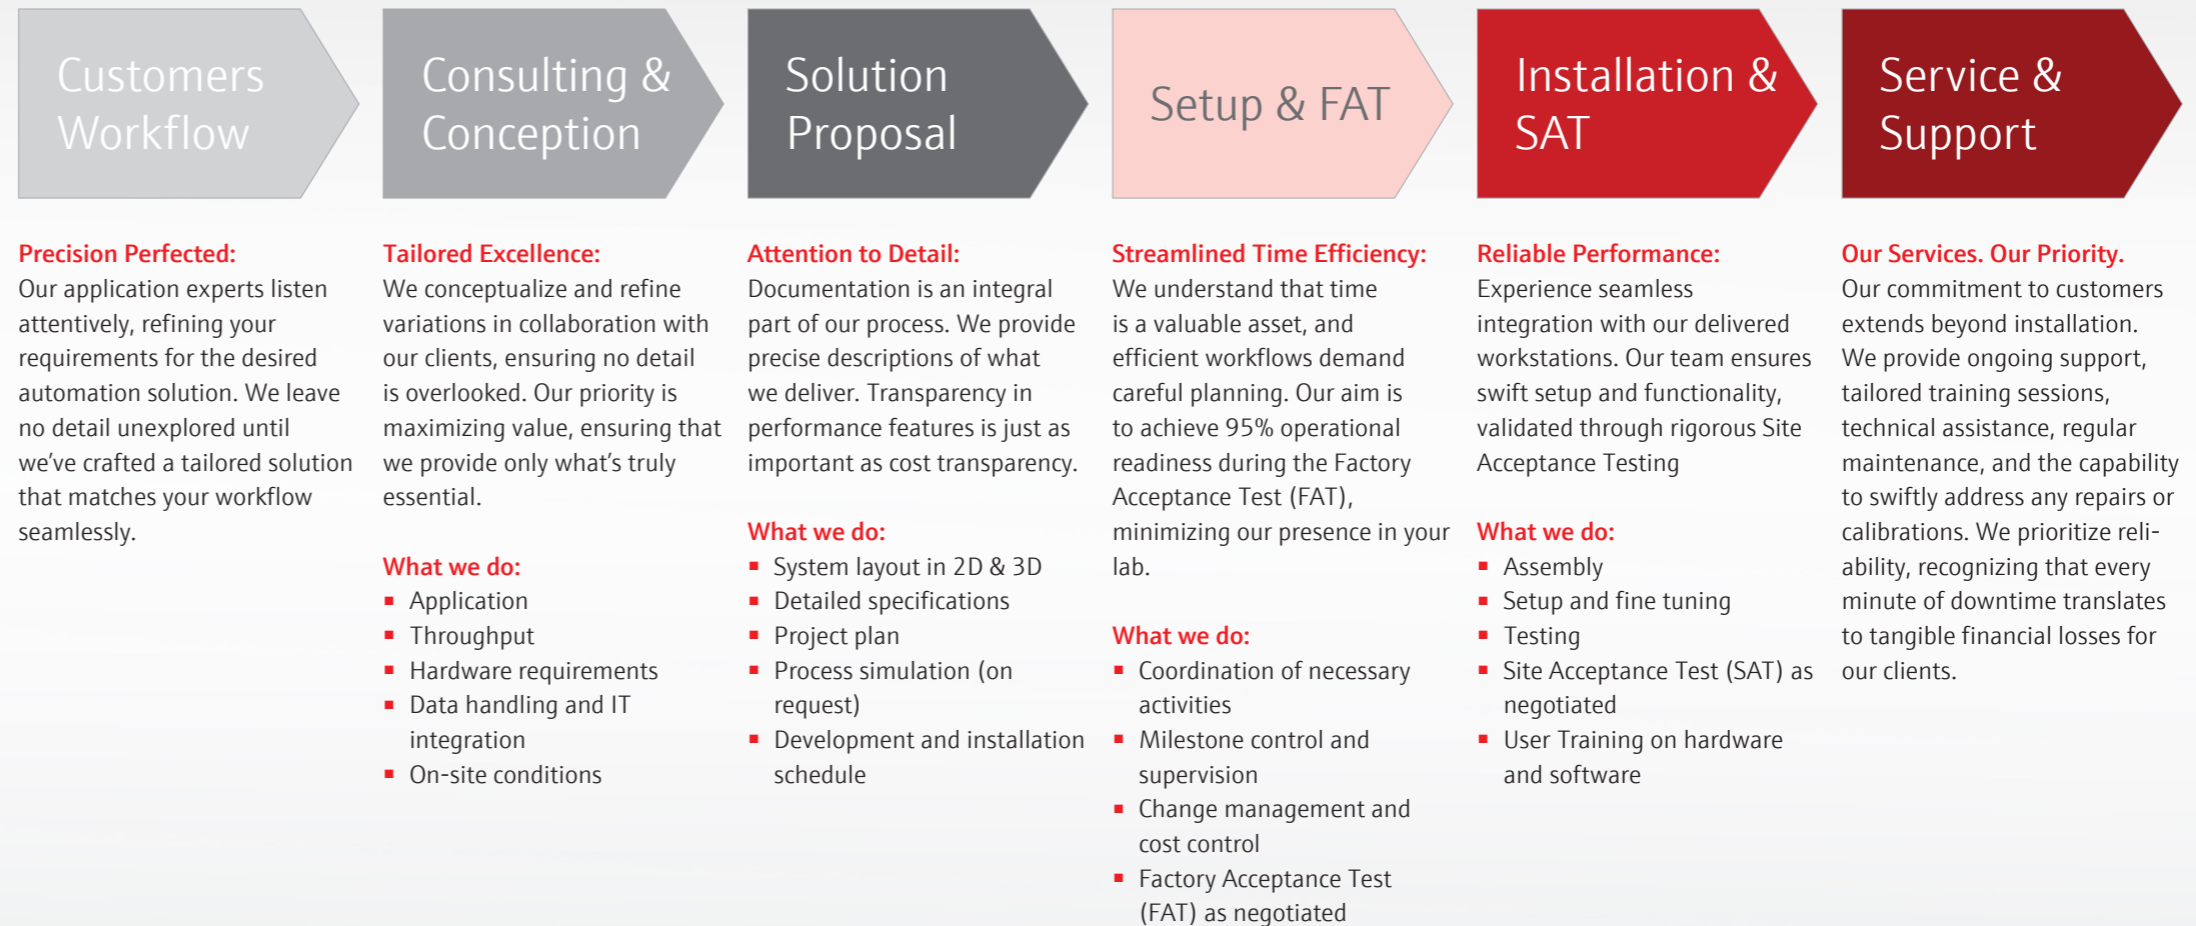 Customers
Workflow
Consulting &
Conception
Solution
Proposal
Setup & FAT
Installation &
SAT
Service &
Support
Precision Perfected:
Our application experts listen
attentively, refining your
requirements for the desired
automation solution. We leave
no detail unexplored until
we’ve crafted a tailored solution
that matches your workflow
seamlessly.
Tailored Excellence:
We conceptualize and refine
variations in collaboration with
our clients, ensuring no detail
is overlooked. Our priority is
maximizing value, ensuring that
we provide only what’s truly
essential.
What we do:
▪ Application
▪ Throughput
▪ Hardware requirements
▪ Data handling and IT
integration
▪ On-site conditions
Attention to Detail:
Documentation is an integral
part of our process. We provide
precise descriptions of what
we deliver. Transparency in
performance features is just as
important as cost transparency.
What we do:
▪ System layout in 2D & 3D
▪ Detailed specifications
▪ Project plan
▪ Process simulation (on
request)
▪ Development and installation
schedule
Streamlined Time Efficiency:
We understand that time
is a valuable asset, and
efficient workflows demand
careful planning. Our aim is
to achieve 95% operational
readiness during the Factory
Acceptance Test (FAT),
minimizing our presence in your
lab.
What we do:
▪ Coordination of necessary
activities
▪ Milestone control and
supervision
▪ Change management and
cost control
▪ Factory Acceptance Test
(FAT) as negotiated
Reliable Performance:
Experience seamless
integration with our delivered
workstations. Our team ensures
swift setup and functionality,
validated through rigorous Site
Acceptance Testing
What we do:
▪ Assembly
▪ Setup and fine tuning
▪ Testing
▪ Site Acceptance Test (SAT) as
negotiated
▪ User Training on hardware
and software
Our Services. Our Priority.
Our commitment to customers
extends beyond installation.
We provide ongoing support,
tailored training sessions,
technical assistance, regular
maintenance, and the capability
to swiftly address any repairs or
calibrations. We prioritize reli-
ability, recognizing that every
minute of downtime translates
to tangible financial losses for
our clients.